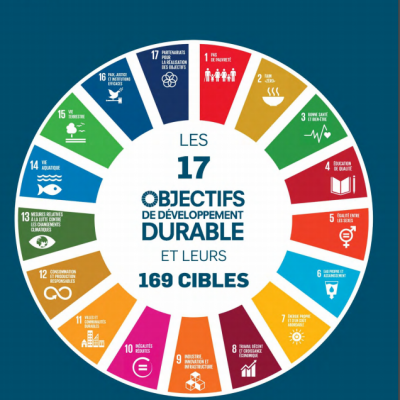 LES
17
OBJECTIFS
DE DÉVELOPPEMENT
DURABLE
ET LEURS
169 CIBLES
1 PAS
DE PAUVRETÉ
2 FAIM
«ZÉRO»
3 BONNE SANTÉ
ET BIEN-ÊTRE
4 ÉDUCATION
DE QUALITÉ
5 ÉGALITÉ ENTRE
LES SEXES
6 EAU PROPRE ET
ASSAINISSEMENT
7 ÉNERGIE PROPRE
ET D'UN COÛT
ABORDABLE
8 TRAVAIL DÉCENT
ET CROISSANCE
ÉCONOMIQUE
9 INDUSTRIE,
INNOVATION ET
INFRASTRUCTURE
10 INÉGALITÉS
RÉDUITES
11 VILLES ET
COMMUNAUTÉS
DURABLES
12 CONSOMMATION
ET PRODUCTION
RESPONSABLES
13 MESURES RELATIVES
À LA LUTTE CONTRE
LES CHANGEMENTS
CLIMATIQUES
14 VIE
AQUATIQUE
15 VIE
TERRESTRE
16 PAIX, JUSTICE
ET INSTITUTIONS
EFFICACES
17 PARTENARIATS
POUR
LA RÉALISATION
DES OBJECTIFS